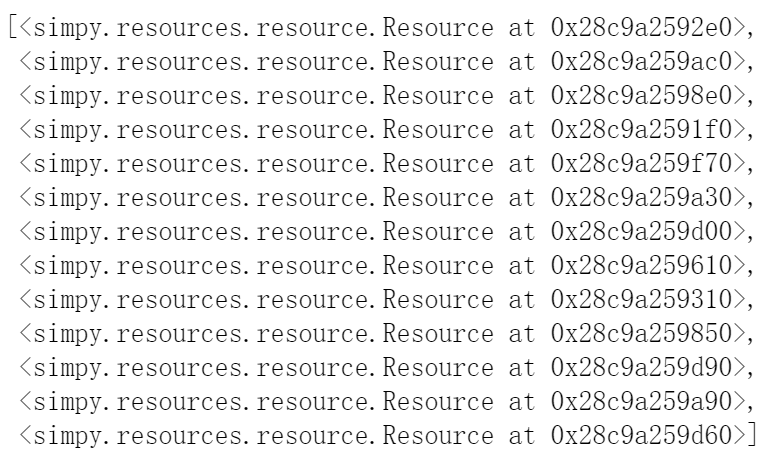 [<simpy.resources.resource.Resource at 0x28c9a2592e0>,
<simpy.resources.resource.Resource at 0x28c9a259ac0>,
<simpy.resources.resource.Resource at 0x28c9a2598e0>,
<simpy.resources.resource.Resource at 0x28c9a2591f0>,
<simpy.resources.resource.Resource at 0x28c9a259f70>,
<simpy.resources.resource.Resource at 0x28c9a259a30>,
<simpy.resources.resource.Resource at 0x28c9a259d00>,
<simpy.resources.resource.Resource at 0x28c9a259610>,
<simpy.resources.resource.Resource at 0x28c9a259310>,
<simpy.resources.resource.Resource at 0x28c9a259850>,
<simpy.resources.resource.Resource at 0x28c9a259d90>,
<simpy.resources.resource.Resource at 0x28c9a259a90>,
<simpy.resources.resource.Resource at 0x28c9a259d60>]